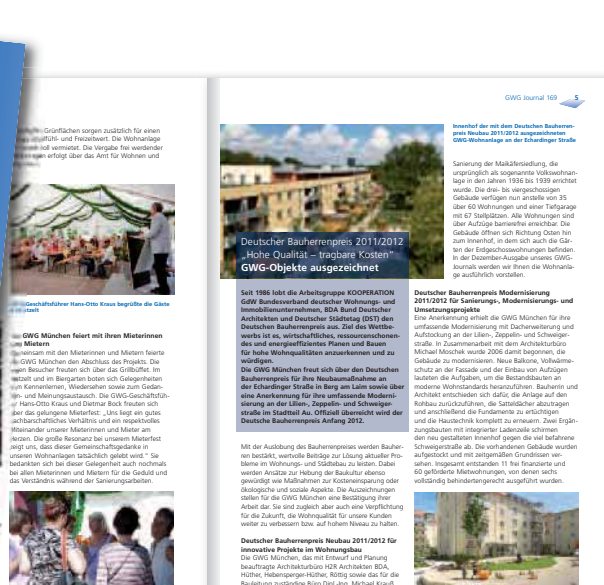 Grünflächen sorgen zusätzlich für einen
und Freizeitwert. Die Wohnanlage
voll vermietet. Die Vergabe frei werdender
erfolgt über das Amt für Wohnen und
Geschäftsführer Hans-Otto Kraus begrüßte die Gäste
GWG München feiert mit ihren Mieterinnen
Mietern
mit den Mieterinnen und Mietern feierte
GWG München den Abschluss des Projekts. Die
Besucher freuten sich über das Grillbüffet. Im
und im Biergarten boten sich Gelegenheiten
Kennenlernen, Wiedersehen sowie zum Gedan-
und Meinungsaustausch. Die GWG-Geschäftsfüh-
Hans-Otto Kraus und Dietmar Bock freuten sich
über das gelungene Mieterfest: „Uns liegt ein gutes
nachbarschaftliches Verhältnis und ein respektvolles
Miteinander unserer Mieterinnen und Mieter am
Herzen. Die große Resonanz bei unserem Mieterfest
zeigt uns, dass dieser Gemeinschaftsgedanke in
unseren Wohnanlagen tatsächlich gelebt wird.“ Sie
bedankten sich bei dieser Gelegenheit auch nochmals
bei allen Mieterinnen und Mietern für die Geduld und
das Verständnis während der Sanierungsarbeiten.
GWG Journal 169 5
Innenhof der mit dem Deutschen Bauherren-
preis Neubau 2011/2012 ausgezeichneten
GWG-Wohnanlage an der Echardinger Straße
Deutscher Bauherrenpreis 2011/2012
„Hohe Qualität – tragbare Kosten“
GWG-Objekte ausgezeichnet
Seit 1986 lobt die Arbeitsgruppe KOOPERATION
GdW Bundesverband deutscher Wohnungs- und
Immobilienunternehmen, BDA Bund Deutscher
Architekten und Deutscher Städtetag (DST) den
Deutschen Bauherrenpreis aus. Ziel des Wettbe-
werbs ist es, wirtschaftliches, ressourcenschonen-
des und energieeffizientes Planen und Bauen
für hohe Wohnqualitäten anzuerkennen und zu
würdigen.
Die GWG München freut sich über den Deutschen
Bauherrenpreis für ihre Neubaumaßnahme an
der Echardinger Straße in Berg am Laim sowie über
eine Anerkennung für ihre umfassende Moderni-
sierung an der Lilien-, Zeppelin- und Schweiger-
straße im Stadtteil Au. Offiziell überreicht wird der
Deutsche Bauherrenpreis Anfang 2012.
Mit der Auslobung des Bauherrenpreises werden Bauher-
ren bestärkt, wertvolle Beiträge zur Lösung aktueller Pro-
bleme im Wohnungs- und Städtebau zu leisten. Dabei
werden Ansätze zur Hebung der Baukultur ebenso
gewürdigt wie Maßnahmen zur Kosteneinsparung oder
ökologische und soziale Aspekte. Die Auszeichnungen
stellen für die GWG München eine Bestätigung ihrer
Arbeit dar. Sie sind zugleich aber auch eine Verpflichtung
für die Zukunft, die Wohnqualität für unsere Kunden
weiter zu verbessern bzw. auf hohem Niveau zu halten.
Deutscher Bauherrenpreis Neubau 2011/2012 für
innovative Projekte im Wohnungsbau
Die GWG München, das mit Entwurf und Planung
beauftragte Architekturbüro H2R Architekten BDA,
Hüther, Hebensperger-Hüther, Röttig sowie das für die
Bauleitung zuständige Büro Dipl.-Ing. Michael Krauß
Sanierung der Maikäfersiedlung, die
ursprünglich als sogenannte Volkswohnan-
lage in den Jahren 1936 bis 1939 errichtet
wurde. Die drei- bis viergeschossigen
Gebäude verfügen nun anstelle von 35
über 60 Wohnungen und einer Tiefgarage
mit 67 Stellplätzen. Alle Wohnungen sind
über Aufzüge barrierefrei erreichbar. Die
Gebäude öffnen sich Richtung Osten hin
zum Innenhof, in dem sich auch die Gär-
ten der Erdgeschosswohnungen befinden.
In der Dezember-Ausgabe unseres GWG-
Journals werden wir Ihnen die Wohnanla-
ge ausführlich vorstellen.
Deutscher Bauherrenpreis Modernisierung
2011/2012 für Sanierungs-, Modernisierungs- und
Umsetzungsprojekte
Eine Anerkennung erhielt die GWG München für ihre
umfassende Modernisierung mit Dacherweiterung und
Aufstockung an der Lilien-, Zeppelin- und Schweiger-
straße. In Zusammenarbeit mit dem Architekturbüro
Michael Moschek wurde 2006 damit begonnen, die
Gebäude zu modernisieren. Neue Balkone, Vollwärme-
schutz an der Fassade und der Einbau von Aufzügen
lauteten die Aufgaben, um die Bestandsbauten an
moderne Wohnstandards heranzuführen. Bauherrin und
Architekt entschieden sich dafür, die Anlage auf den
Rohbau zurückzuführen, die Satteldächer abzutragen
und anschließend die Fundamente zu ertüchtigen
und die Haustechnik komplett zu erneuern. Zwei Ergän-
zungsbauten mit integrierter Ladenzeile schirmen
den neu gestalteten Innenhof gegen die viel befahrene
Schweigerstraße ab. Die vorhandenen Gebäude wurden
aufgestockt und mit zeitgemäßen Grundrissen ver-
sehen. Insgesamt entstanden 11 frei finanzierte und
60 geförderte Mietwohnungen, von denen sechs
vollständig behindertengerecht ausgeführt wurden.